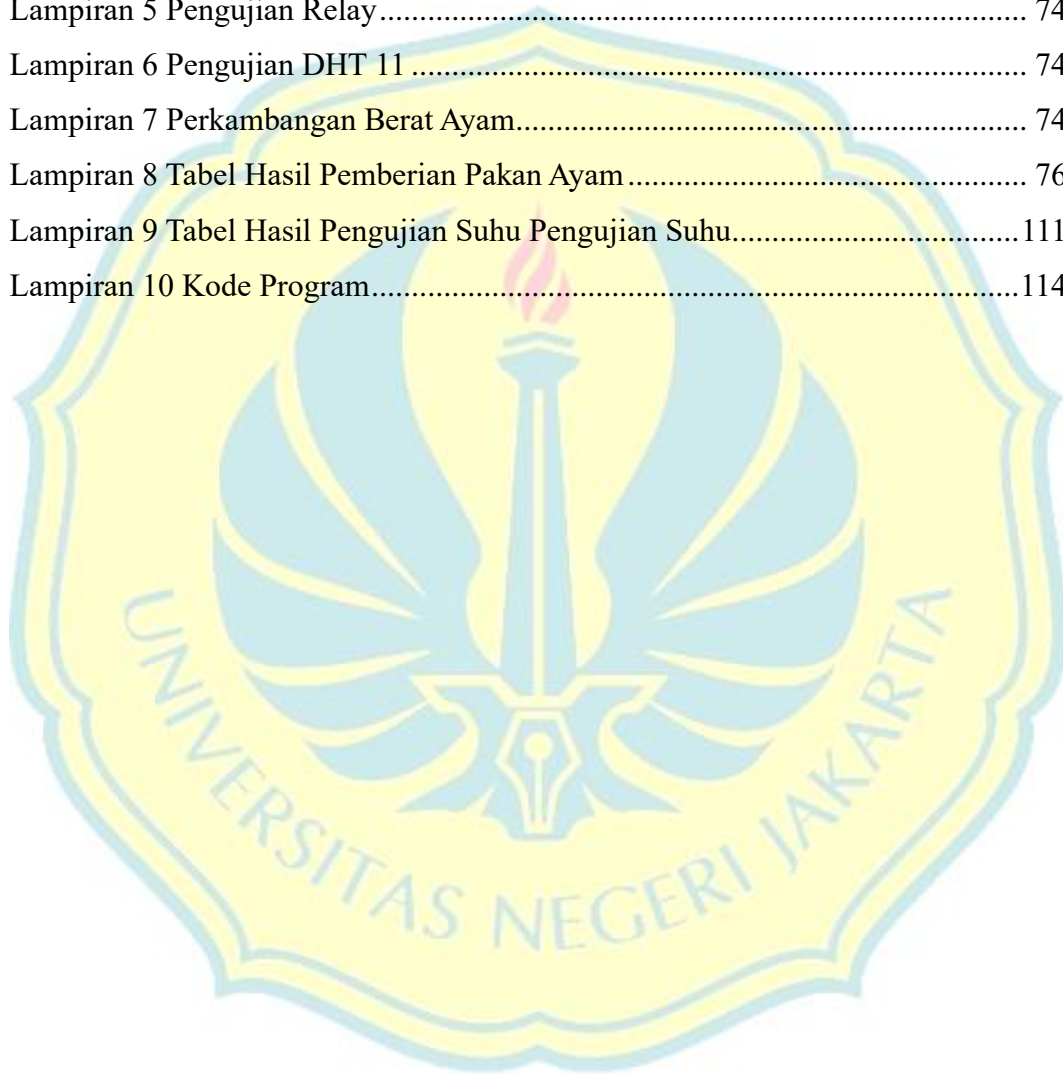 Lampiran 5 Pengujian Relay........................................................................................ 74
Lampiran 6 Pengujian DHT 11.................................................................................... 74
Lampiran 7 Perkambangan Berat Ayam..................................................................... 74
Lampiran 8 Tabel Hasil Pemberian Pakan Ayam....................................................... 76
Lampiran 9 Tabel Hasil Pengujian Suhu Pengujian Suhu........................................111
Lampiran 10 Kode Program.......................................................................................114
UNIVERSITAS NEGERI JAKARTA